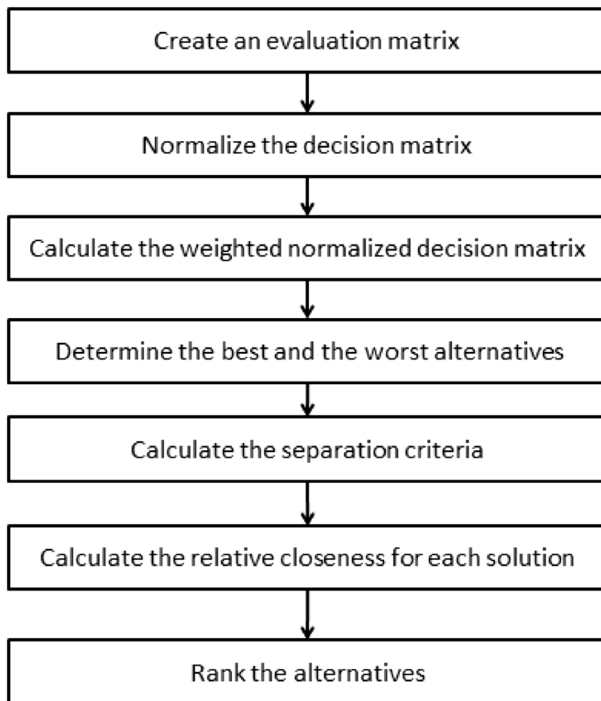 Create an evaluation matrix
Normalize the decision matrix
Calculate the weighted normalized decision matrix
Determine the best and the worst alternatives
Calculate the separation criteria
Calculate the relative closeness for each solution
Rank the alternatives